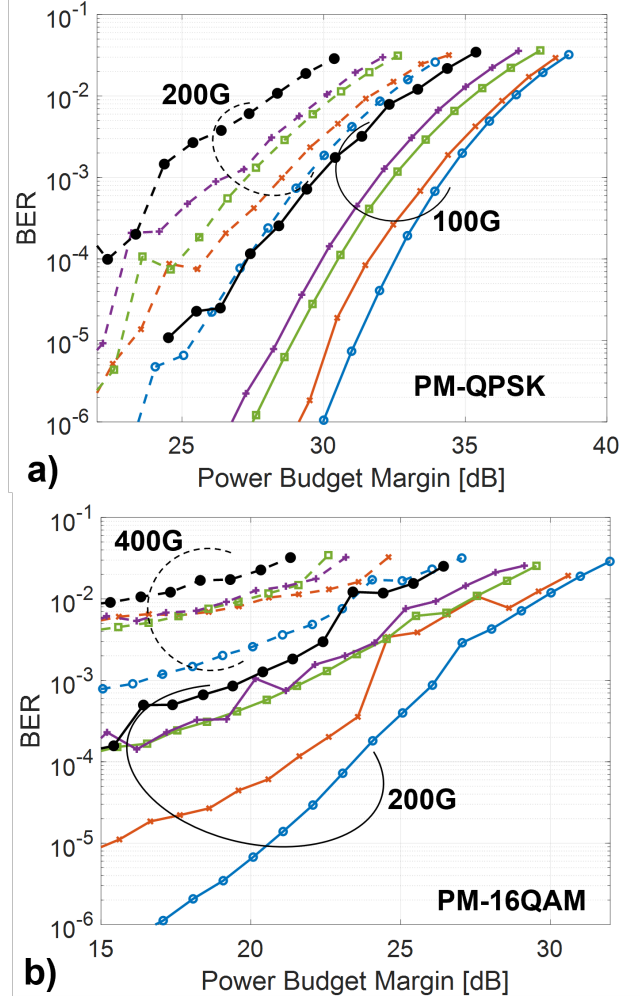 10^-1
10^-2
10^-3
10^-4
10^-5
10^-6
BER
200G
100G
PM-QPSK
25
30
35
40
Power Budget Margin [dB]
a)
10^-1
10^-2
10^-3
10^-4
10^-5
10^-6
BER
400G
200G
PM-16QAM
15
20
25
30
Power Budget Margin [dB]
b)